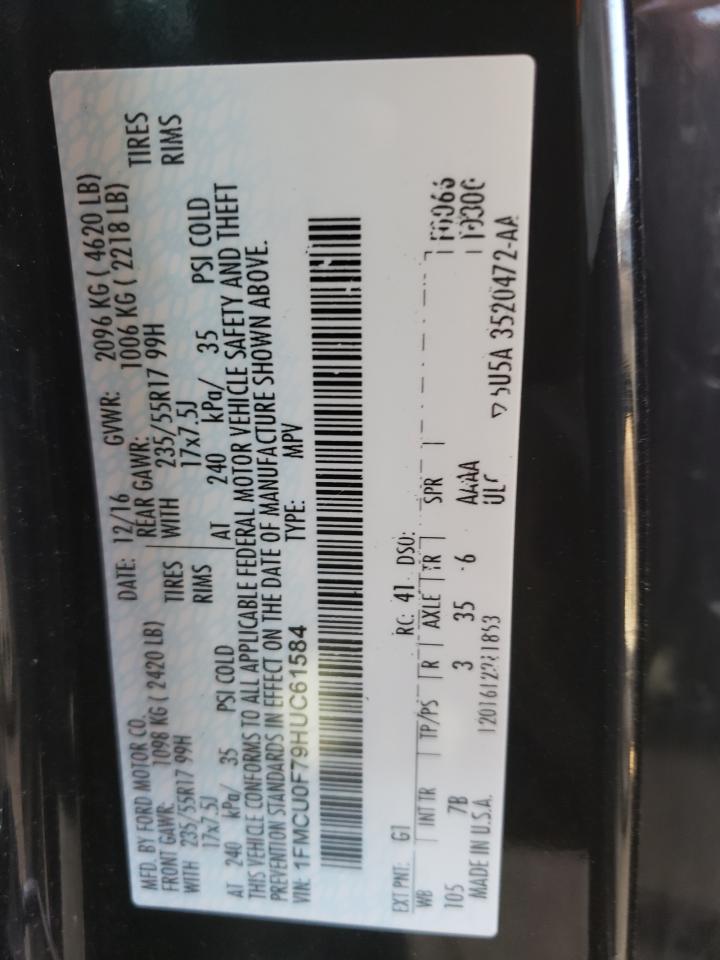 MFD. BY FORD MOTOR CO.
DATE: 12/16 GVWR: 2096 KG ( 4620 LB)
FRONT GAWR: 1098 KG ( 2420 LB)
REAR GAWR: 1006 KG ( 2218 LB)
WITH 235/55R17 99H TIRES
WITH 235/55R17 99H TIRES
17x7.5J RIMS
17x7.5J RIMS
AT 240 kPa/ 35 PSI COLD
AT 240 kPa/ 35 PSI COLD
THIS VEHICLE CONFORMS TO ALL APPLICABLE FEDERAL MOTOR VEHICLE SAFETY AND THEFT
PREVENTION STANDARDS IN EFFECT ON THE DATE OF MANUFACTURE SHOWN ABOVE.
VIN: 1FMCU0F79HUC61584 TYPE: MPV
EXT PNT: G1 RC: 41 DSO:
WB INT TR TP/PS R AXLE TR SPR
105 7B 3 35 6 AAAAA
MADE IN U.S.A. ULC
5U5A 3520472-AA